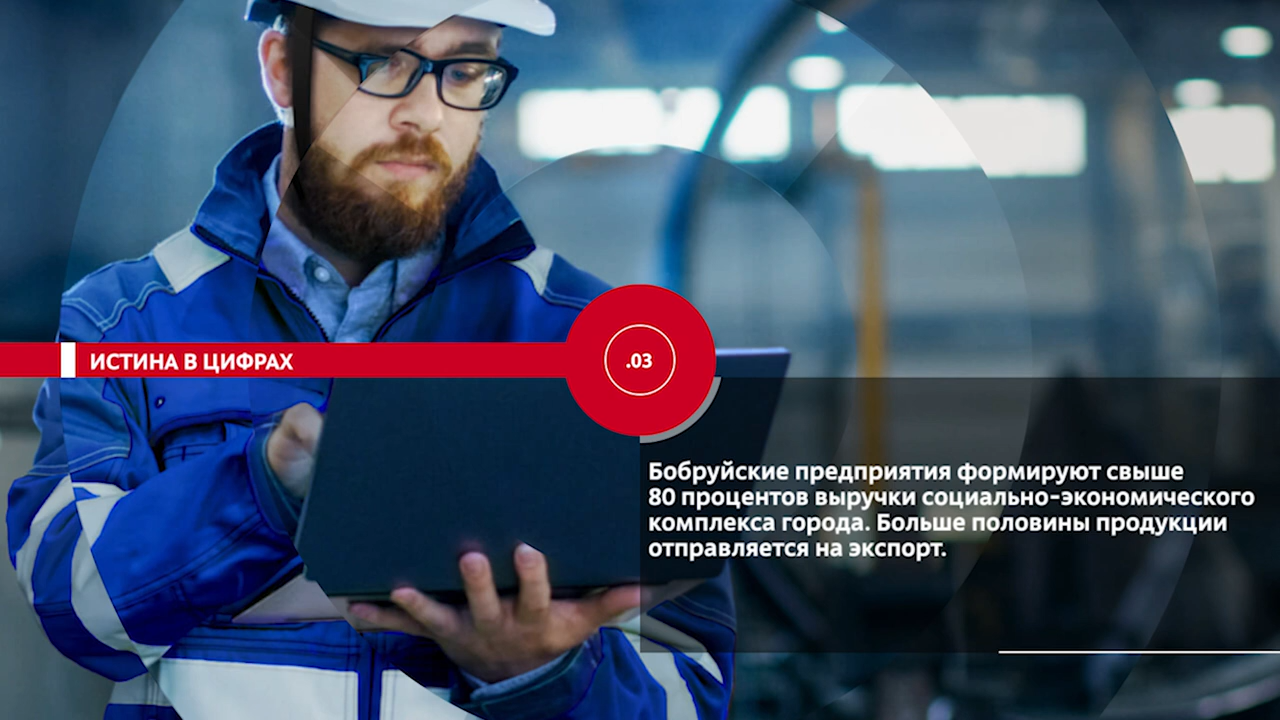 ИСТИНА В ЦИФРАХ
.03
Бобруйские предприятия формируют свыше
80 процентов выручки социально-экономического
комплекса города. Больше половины продукции
отправляется на экспорт.